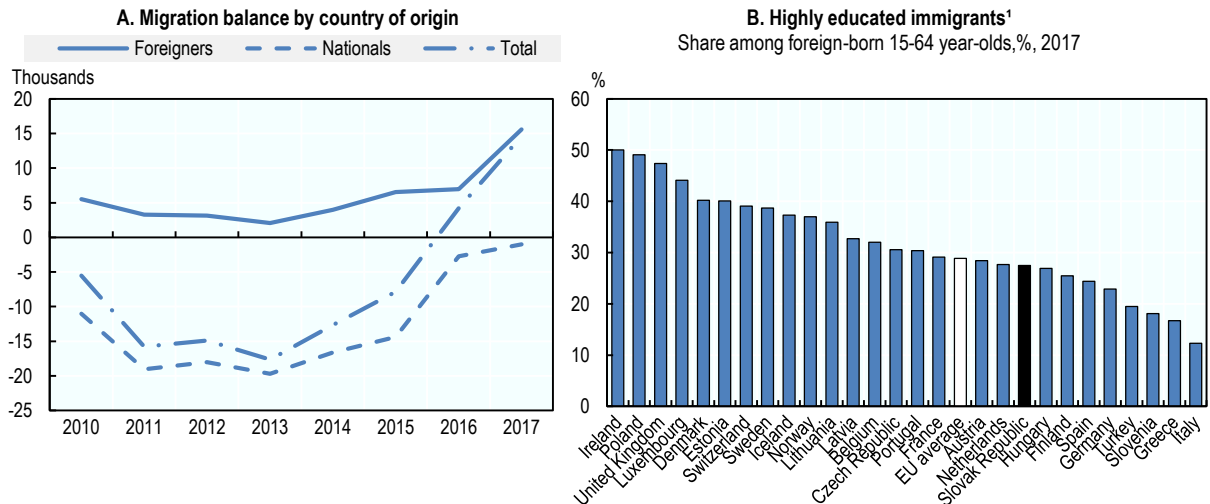 A. Migration balance by country of origin
Foreigners Nationals Total
Thousands
20
15
10
5
0
-5
-10
-15
-20
-25
2010 2011 2012 2013 2014 2015 2016 2017
B. Highly educated immigrants¹
Share among foreign-born 15-64 year-olds,%, 2017
%
60
50
40
30
20
10
0
Ireland
Poland
United Kingdom
Luxembourg
Denmark
Estonia
Switzerland
Sweden
Iceland
Norway
Lithuania
Latvia
Belgium
Czech Republic
Portugal
France
EU average
Austria
Netherlands
Slovak Republic
Hungary
Finland
Spain
Germany
Turkey
Slovenia
Greece
Italy